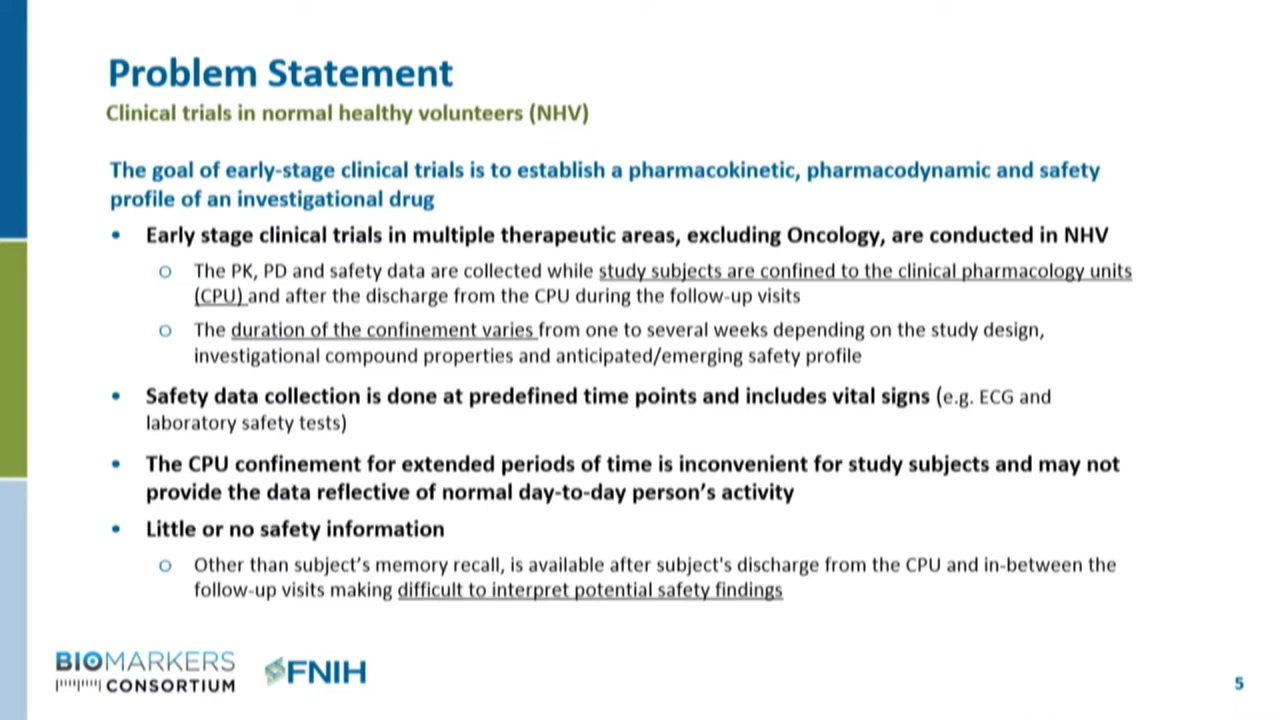 Problem Statement
Clinical trials in normal healthy volunteers (NHV)
The goal of early-stage clinical trials is to establish a pharmacokinetic, pharmacodynamic and safety
profile of an investigational drug
• Early stage clinical trials in multiple therapeutic areas, excluding Oncology, are conducted in NHV
o The PK, PD and safety data are collected while study subjects are confined to the clinical pharmacology units
(CPU) and after the discharge from the CPU during the follow-up visits
o The duration of the confinement varies from one to several weeks depending on the study design,
investigational compound properties and anticipated/emerging safety profile
• Safety data collection is done at predefined time points and includes vital signs (e.g. ECG and
laboratory safety tests)
• The CPU confinement for extended periods of time is inconvenient for study subjects and may not
provide the data reflective of normal day-to-day person's activity
• Little or no safety information
o Other than subject's memory recall, is available after subject's discharge from the CPU and in-between the
follow-up visits making difficult to interpret potential safety findings
BIOMARKERS
CONSORTIUM
FNIH
5